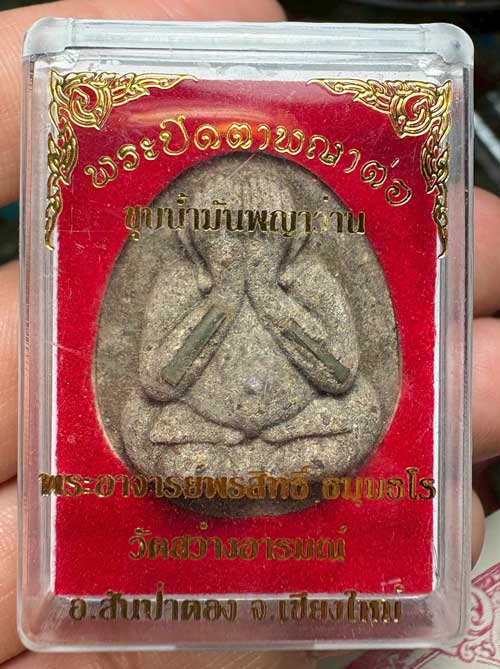 พระปิดตาพญาต่อ
ชุบน้ำมันพญาว่าน
พระอาจารย์พรสิทธิ์ ธมฺมธโร
วัดสว่างอารมณ์
อ.สันป่าตอง จ.เชียงใหม่